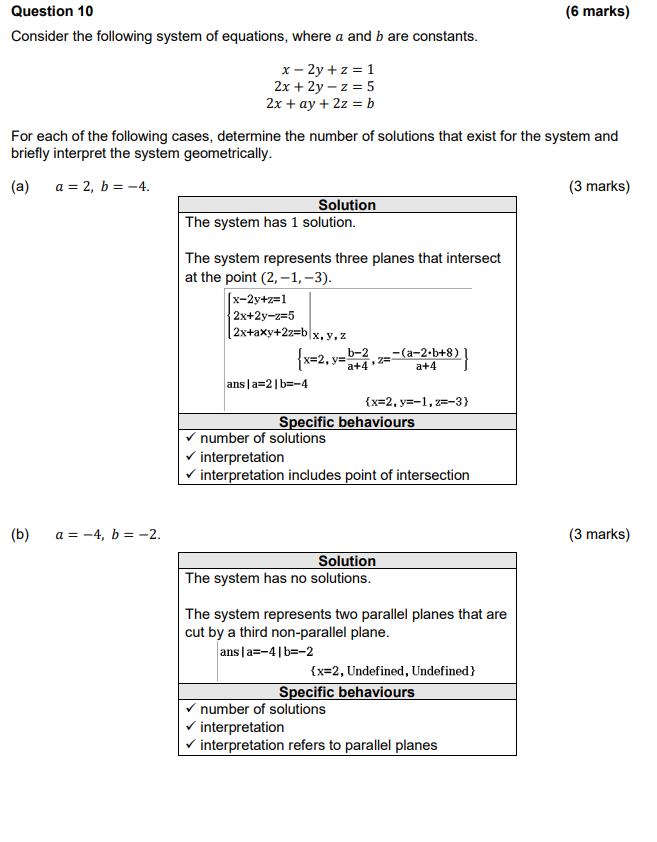 Question 10 (6 marks)
Consider the following system of equations, where a and b are constants.
x − 2y + z = 1
2x + 2y − z = 5
2x + ay + 2z = b
For each of the following cases, determine the number of solutions that exist for the system and
briefly interpret the system geometrically.
(a) a = 2, b = −4. (3 marks)
Solution
The system has 1 solution.
The system represents three planes that intersect
at the point (2, −1, −3).
{x-2y+z=1
2x+2y-z=5
2x+a×y+2z=b|x, y, z
{x=2, y=(b-2)/(a+4), z=-(a-2·b+8)/(a+4)}
ans|a=2|b=-4
{x=2, y=-1, z=-3}
Specific behaviours
✓ number of solutions
✓ interpretation
✓ interpretation includes point of intersection
(b) a = −4, b = −2. (3 marks)
Solution
The system has no solutions.
The system represents two parallel planes that are
cut by a third non-parallel plane.
ans|a=-4|b=-2
{x=2, Undefined, Undefined}
Specific behaviours
✓ number of solutions
✓ interpretation
✓ interpretation refers to parallel planes